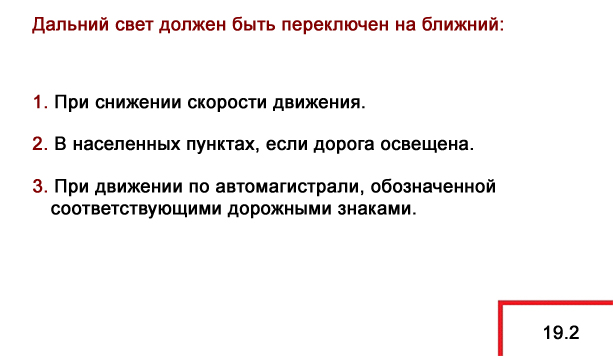 Дальний свет должен быть переключен на ближний:
1. При снижении скорости движения.
2. В населенных пунктах, если дорога освещена.
3. При движении по автомагистрали, обозначенной
соответствующими дорожными знаками.
19.2